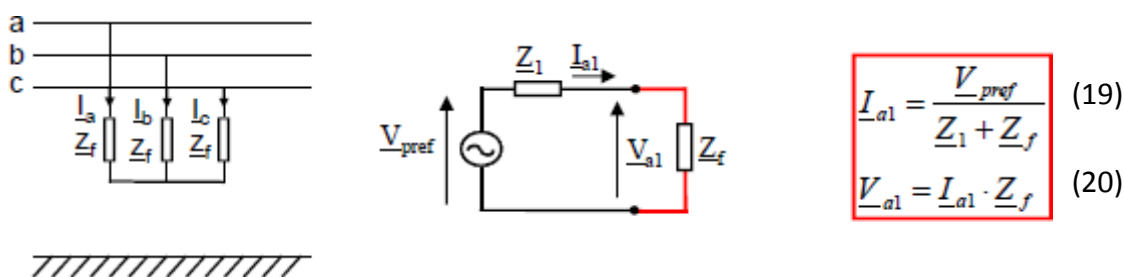 a
b
c
I_a I_b I_c
Z_f Z_f Z_f
V_pref
Z_1 I_a1
V_a1 Z_f
I_a1 = V_pref / (Z_1 + Z_f) (19)
V_a1 = I_a1 · Z_f (20)